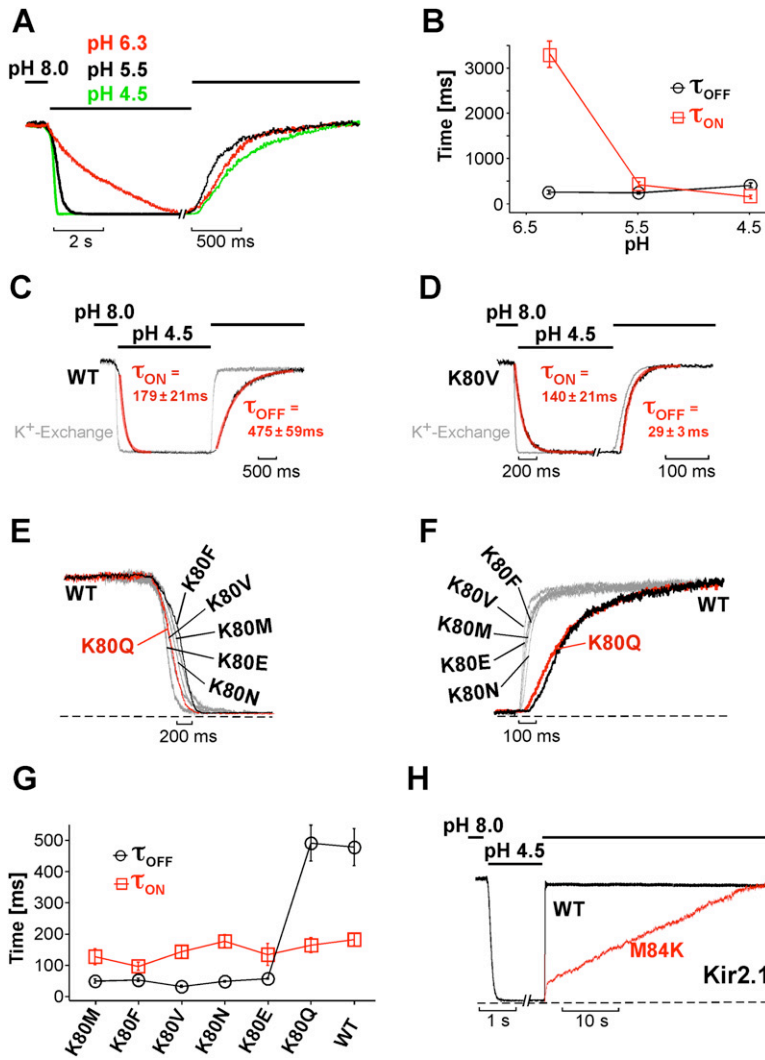 A
pH 6.3
pH 8.0 pH 5.5
pH 4.5
2 s
500 ms
B
Time [ms]
3000
2000
1000
0
6.5
5.5
4.5
pH
τOFF
τON
C
pH 8.0
pH 4.5
WT
τON =
179 ± 21ms
τOFF =
475 ± 59ms
K+-Exchange
500 ms
D
pH 8.0
pH 4.5
K80V
τON =
140 ± 21ms
τOFF =
29 ± 3 ms
K+-Exchange
200 ms
100 ms
E
WT
K80F
K80V
K80Q
K80M
K80E
K80N
200 ms
F
K80F
K80V
WT
K80M
K80Q
K80E
K80N
100 ms
G
Time [ms]
500
400
300
200
100
0
τOFF
τON
K80M
K80F
K80V
K80N
K80E
K80Q
WT
H
pH 8.0
pH 4.5
WT
M84K
Kir2.1
1 s
10 s